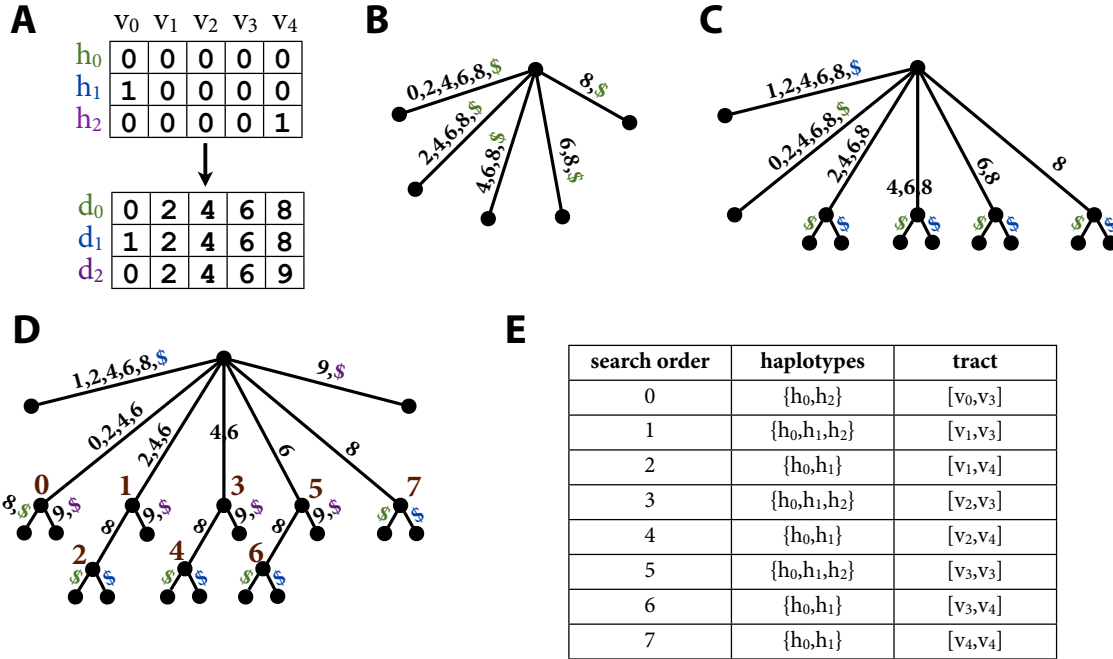 A
v0 v1 v2 v3 v4
h0 0 0 0 0 0
h1 1 0 0 0 0
h2 0 0 0 0 1
d0 0 2 4 6 8
d1 1 2 4 6 8
d2 0 2 4 6 9
B
0,2,4,6,8,$
2,4,6,8,$
4,6,8,$
6,8,$
8,$
C
1,2,4,6,8,$
0,2,4,6,8,$
2,4,6,8
4,6,8
6,8
8
$ $ $ $ $ $ $ $
D
1,2,4,6,8,$
0,2,4,6
2,4,6
4,6
6
8
9,$
0 1 3 5 7
8,$ 9,$ 8 9,$ 8 9,$ 8 9,$ $ $
2 4 6
$ $ $ $ $ $
E
search order haplotypes tract
0 {h0,h2} [v0,v3]
1 {h0,h1,h2} [v1,v3]
2 {h0,h1} [v1,v4]
3 {h0,h1,h2} [v2,v3]
4 {h0,h1} [v2,v4]
5 {h0,h1,h2} [v3,v3]
6 {h0,h1} [v3,v4]
7 {h0,h1} [v4,v4]